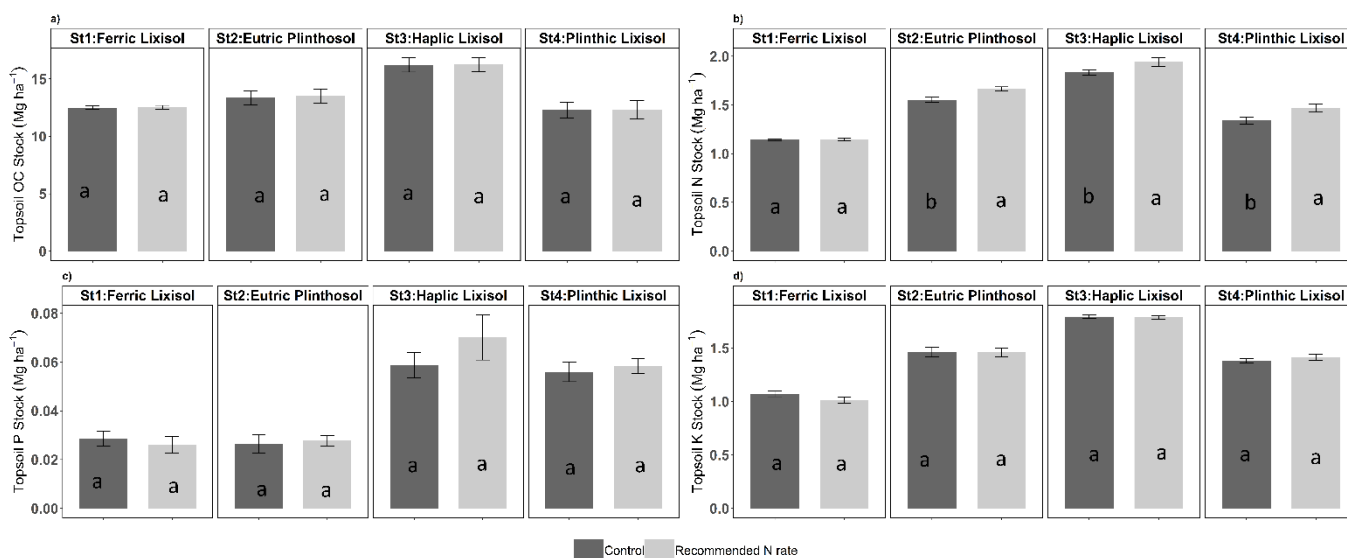 a)
St1:Ferric Lixisol St2:Eutric Plinthosol St3:Haplic Lixisol St4:Plinthic Lixisol
Topsoil OC Stock (Mg ha⁻¹)
15
10
5
0
a a a a a a a a
b)
St1:Ferric Lixisol St2:Eutric Plinthosol St3:Haplic Lixisol St4:Plinthic Lixisol
Topsoil N Stock (Mg ha⁻¹)
2.0
1.5
1.0
0.5
0.0
a a b a b a b a
c)
St1:Ferric Lixisol St2:Eutric Plinthosol St3:Haplic Lixisol St4:Plinthic Lixisol
Topsoil P Stock (Mg ha⁻¹)
0.08
0.06
0.04
0.02
0.00
a a a a a a a a
d)
St1:Ferric Lixisol St2:Eutric Plinthosol St3:Haplic Lixisol St4:Plinthic Lixisol
Topsoil K Stock (Mg ha⁻¹)
1.5
1.0
0.5
0.0
a a a a a a a a
Control Recommended N rate